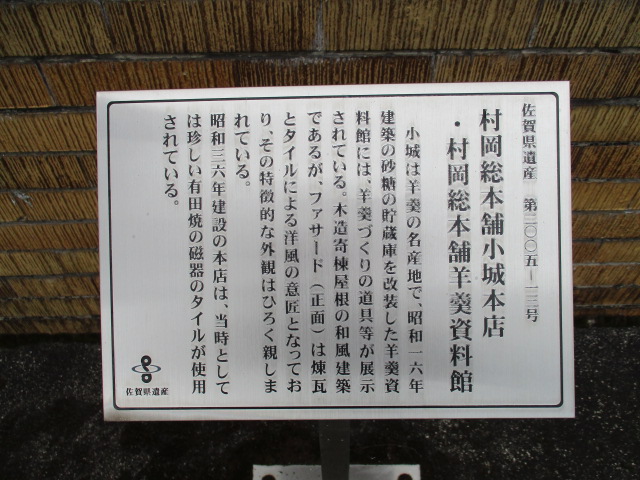 佐賀県遺産　第二〇〇五－一三号
村岡総本舗小城本店
・村岡総本舗羊羹資料館
小城は羊羹の名産地で、昭和一六年
建築の砂糖の貯蔵庫を改装した羊羹資
料館には、羊羹づくりの道具等が展示
されている。木造寄棟屋根の和風建築
であるが、ファサード（正面）は煉瓦
とタイルによる洋風の意匠となってお
り、その特徴的な外観はひろく親しま
れている。
昭和三六年建設の本店は、当時として
は珍しい有田焼の磁器のタイルが使用
されている。
佐賀県遺産